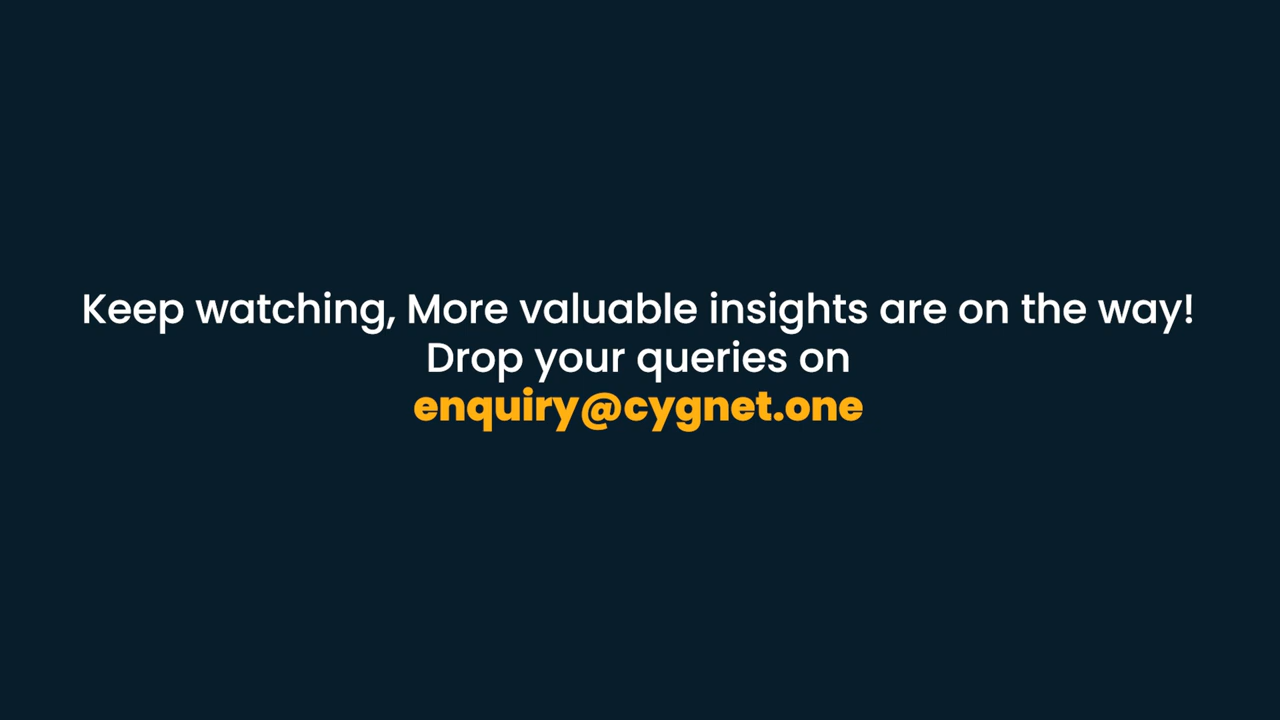 Keep watching, More valuable insights are on the way!
Drop your queries on
enquiry@cygnet.one